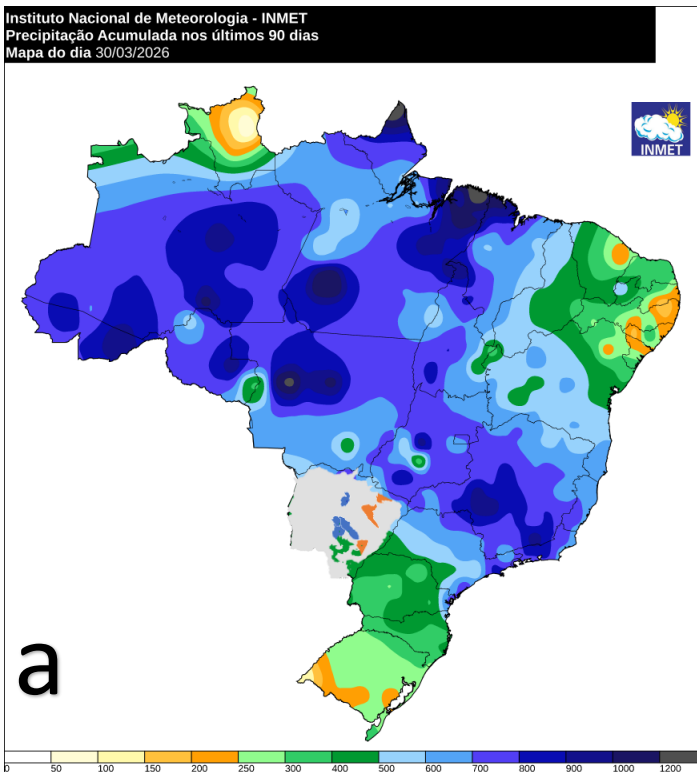 Instituto Nacional de Meteorologia - INMET
Precipitação Acumulada nos últimos 90 dias
Mapa do dia 30/03/2026
INMET
a
0 50 100 150 200 250 300 400 500 600 700 800 900 1000 1200